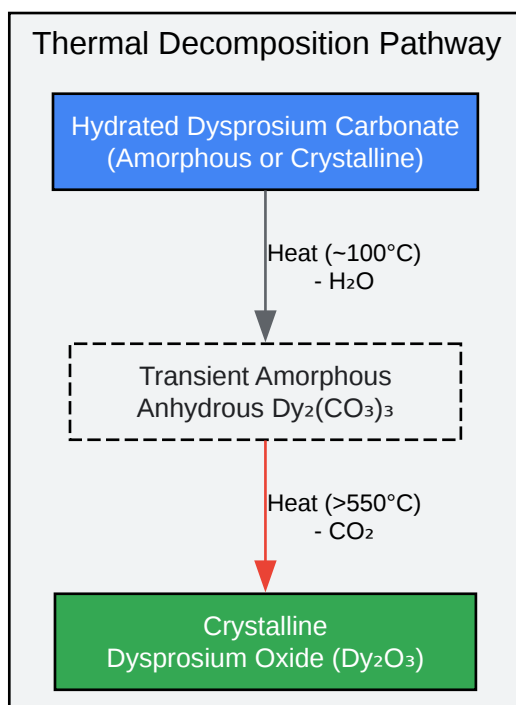 Thermal Decomposition Pathway
Hydrated Dysprosium Carbonate
(Amorphous or Crystalline)
Heat (~100°C)
- H₂O
Transient Amorphous
Anhydrous Dy₂(CO₃)₃
Heat (>550°C)
- CO₂
Crystalline
Dysprosium Oxide (Dy₂O₃)